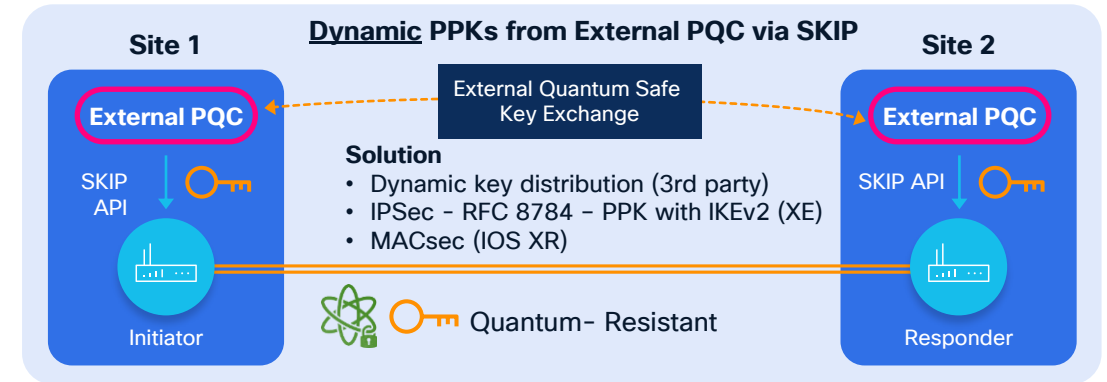 Dynamic PPKs from External PQC via SKIP
Site 1
Site 2
External PQC
External Quantum Safe
Key Exchange
External PQC
SKIP
API
SKIP API
Solution
• Dynamic key distribution (3rd party)
• IPSec - RFC 8784 – PPK with IKEv2 (XE)
• MACsec (IOS XR)
Initiator
Quantum- Resistant
Responder